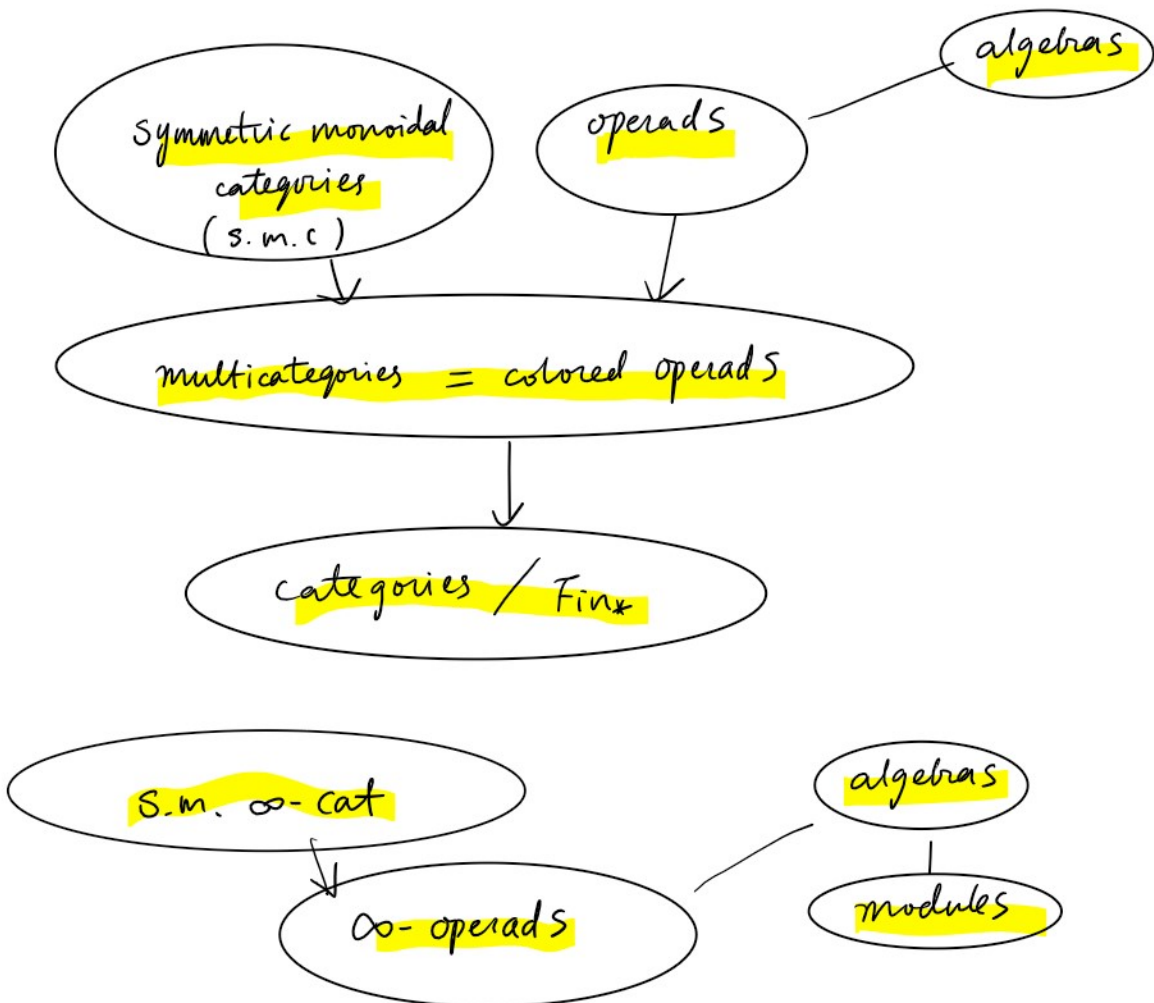 algebras
symmetric monoidal
categories
(s.m.c)
operads
multicategories = colored operads
categories / Fin*
s.m. ∞-cat
algebras
∞-operads
modules